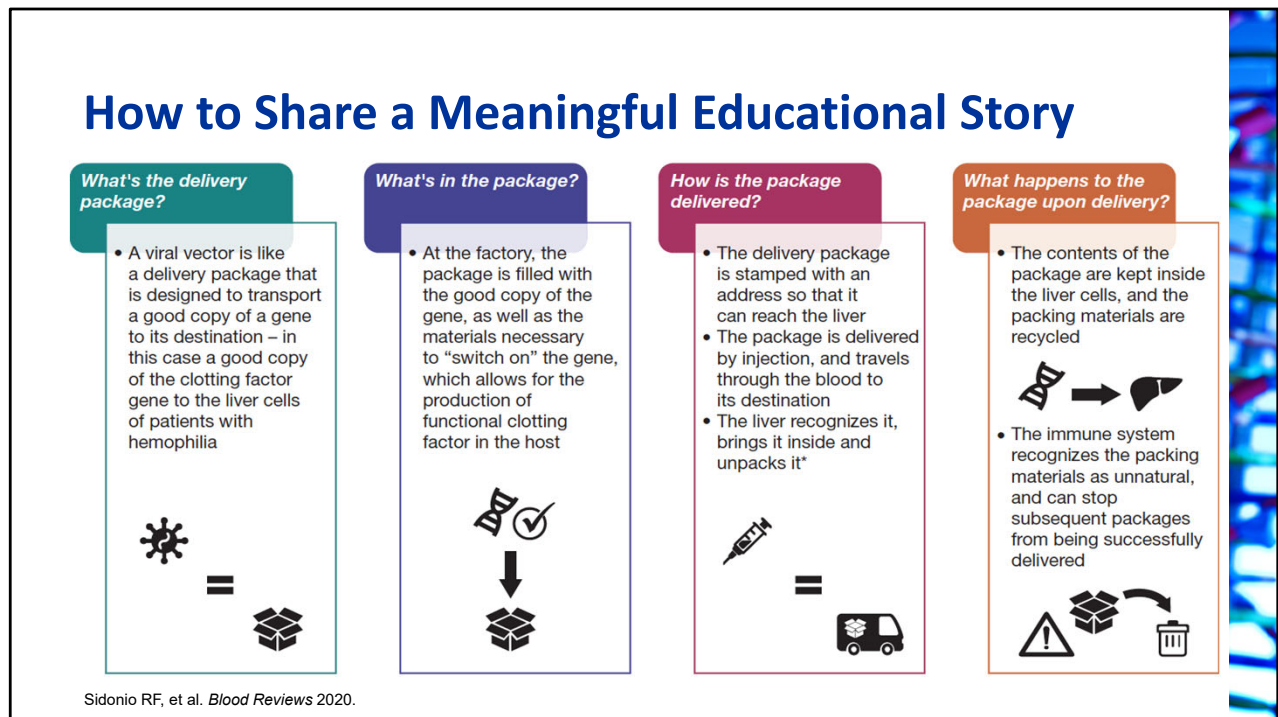 How to Share a Meaningful Educational Story
What's the delivery
package?
• A viral vector is like
a delivery package that
is designed to transport
a good copy of a gene
to its destination – in
this case a good copy
of the clotting factor
gene to the liver cells
of patients with
hemophilia
What's in the package?
• At the factory, the
package is filled with
the good copy of the
gene, as well as the
materials necessary
to “switch on” the gene,
which allows for the
production of
functional clotting
factor in the host
How is the package
delivered?
• The delivery package
is stamped with an
address so that it
can reach the liver
• The package is delivered
by injection, and travels
through the blood to
its destination
• The liver recognizes it,
brings it inside and
unpacks it*
What happens to the
package upon delivery?
• The contents of the
package are kept inside
the liver cells, and the
packing materials are
recycled
• The immune system
recognizes the packing
materials as unnatural,
and can stop
subsequent packages
from being successfully
delivered
Sidonio RF, et al. Blood Reviews 2020.